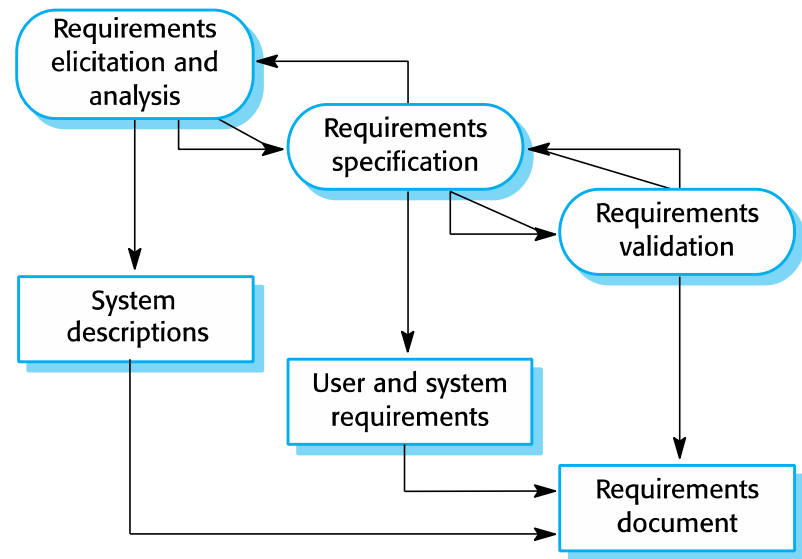 Requirements
elicitation and
analysis
Requirements
specification
Requirements
validation
System
descriptions
User and system
requirements
Requirements
document